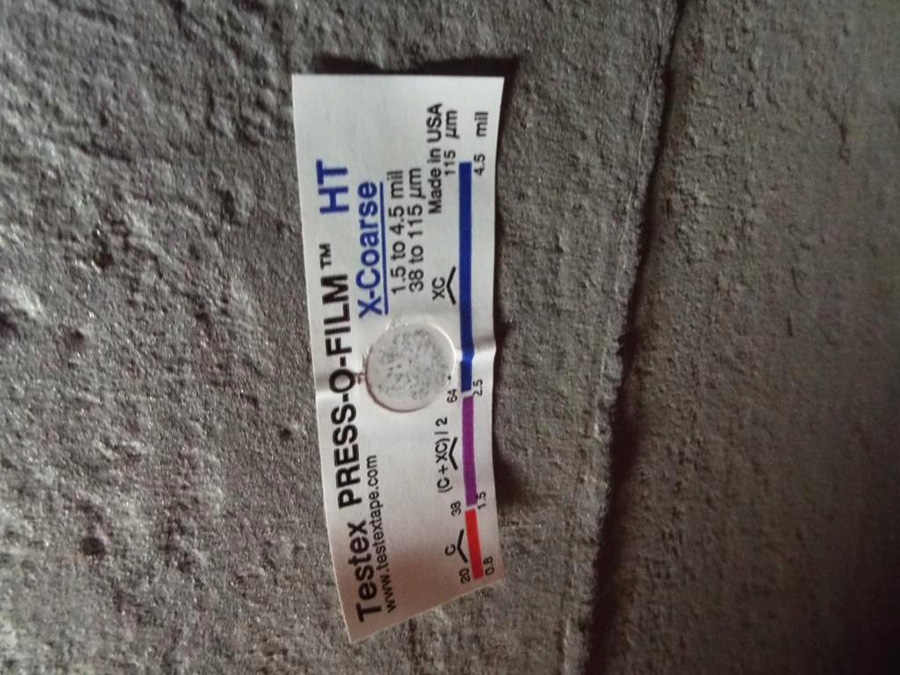 Testex PRESS-O-FILM™ HT
www.testextape.com
X-Coarse
1.5 to 4.5 mil
38 to 115 µm
Made in USA
C (C + XC) / 2 XC
20 38 64 115 µm
0.8 1.5 2.5 4.5 mil